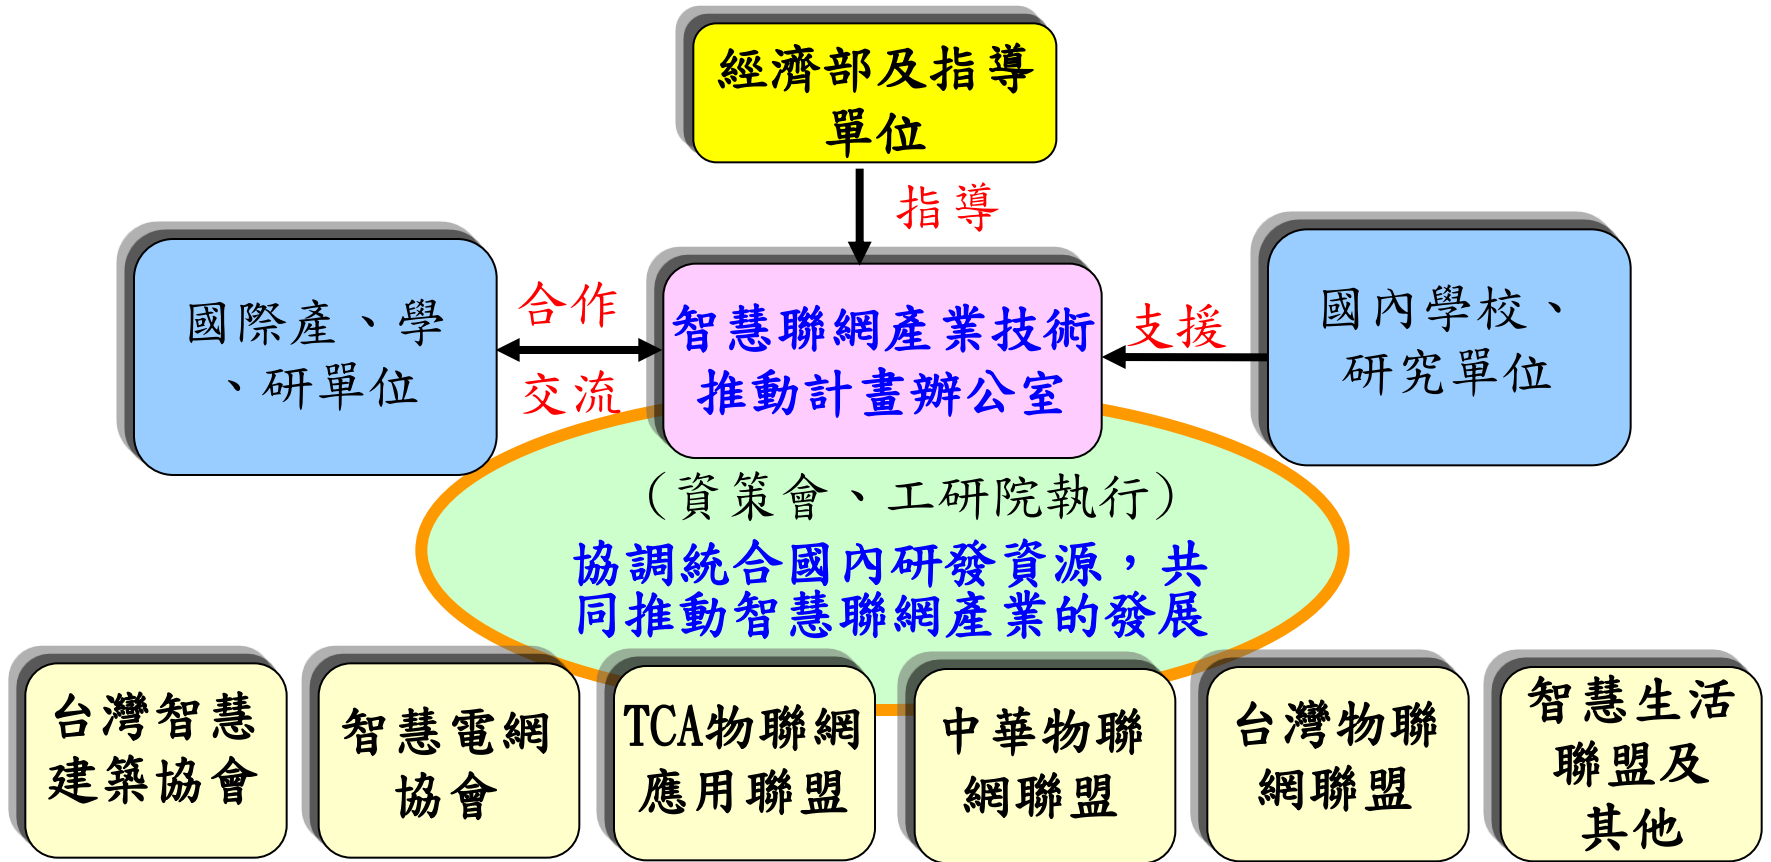 經濟部及指導
單位
指導
國際產、學
、研單位
合作
交流
智慧聯網產業技術
推動計畫辦公室
支援
國內學校、
研究單位
（資策會、工研院執行）
協調統合國內研發資源，共
同推動智慧聯網產業的發展
台灣智慧
建築協會
智慧電網
協會
TCA物聯網
應用聯盟
中華物聯
網聯盟
台灣物聯
網聯盟
智慧生活
聯盟及
其他